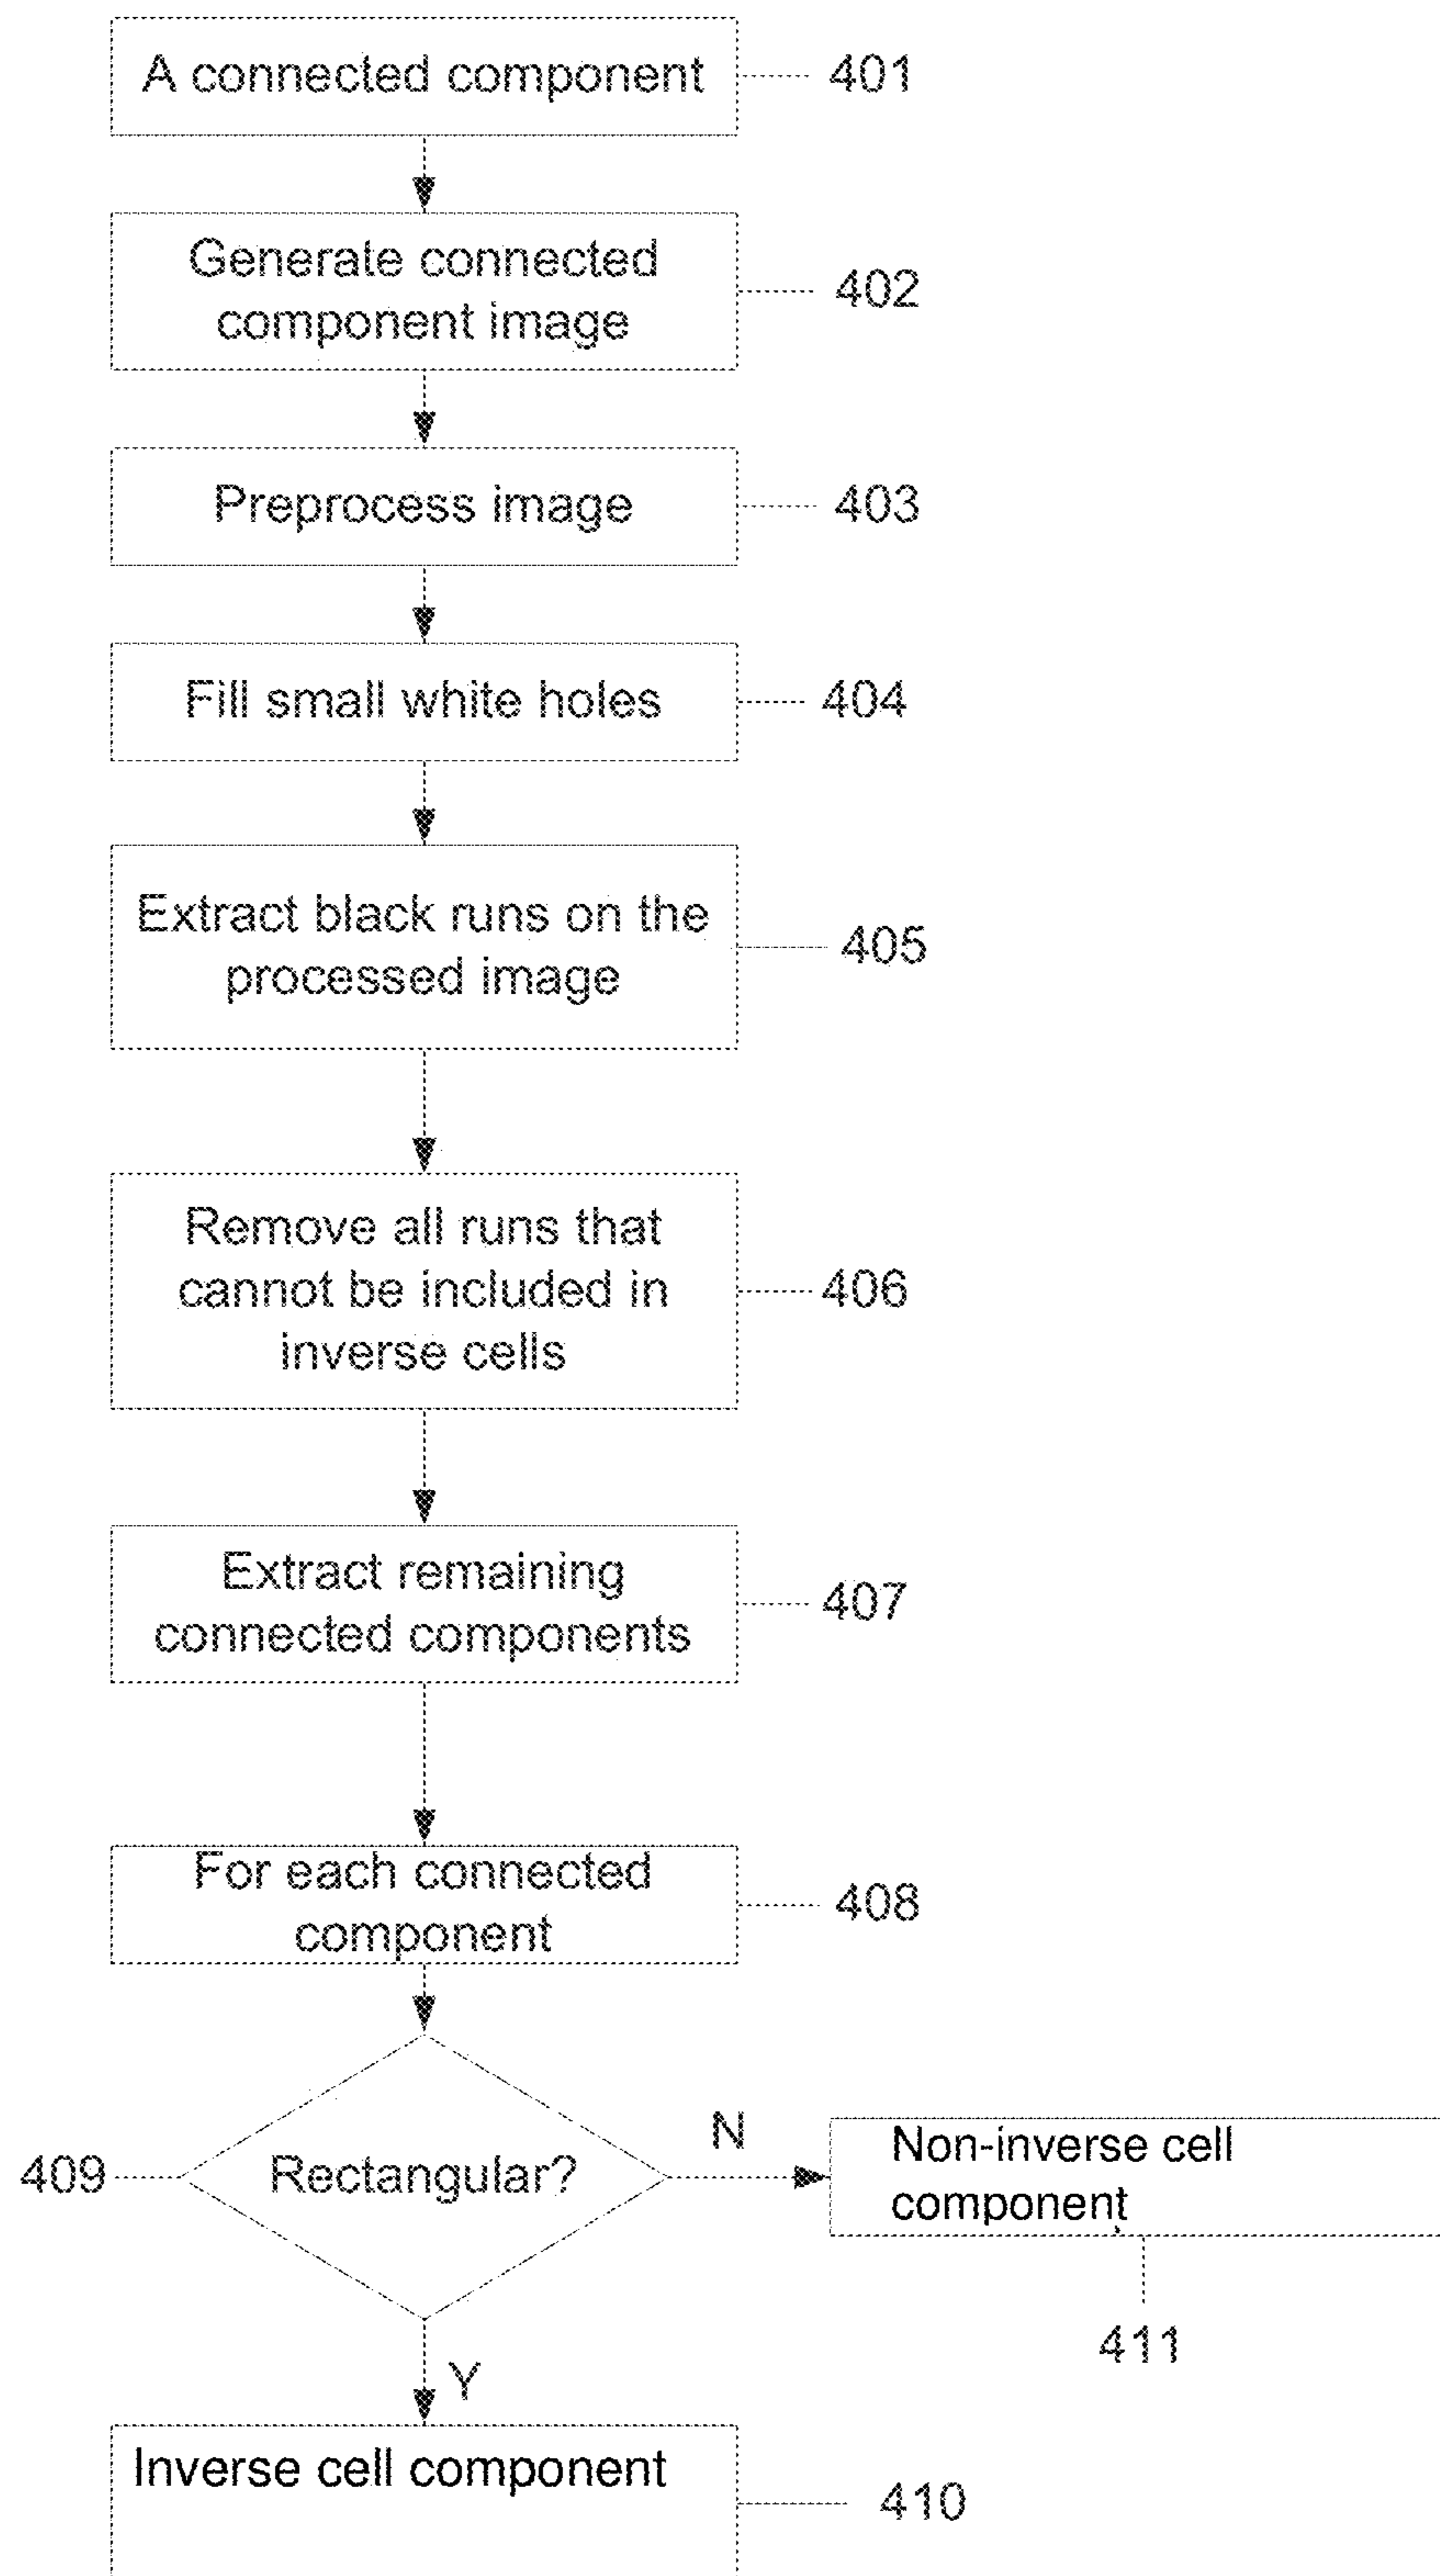 A connected component
401
Generate connected
component image
402
Preprocess image
403
Fill small white holes
404
Extract black runs on the
processed image
405
Remove all runs that
cannot be included in
inverse cells
406
Extract remaining
connected components
407
For each connected
component
408
409
Rectangular?
N
Non-inverse cell
component
411
Y
Inverse cell component
410